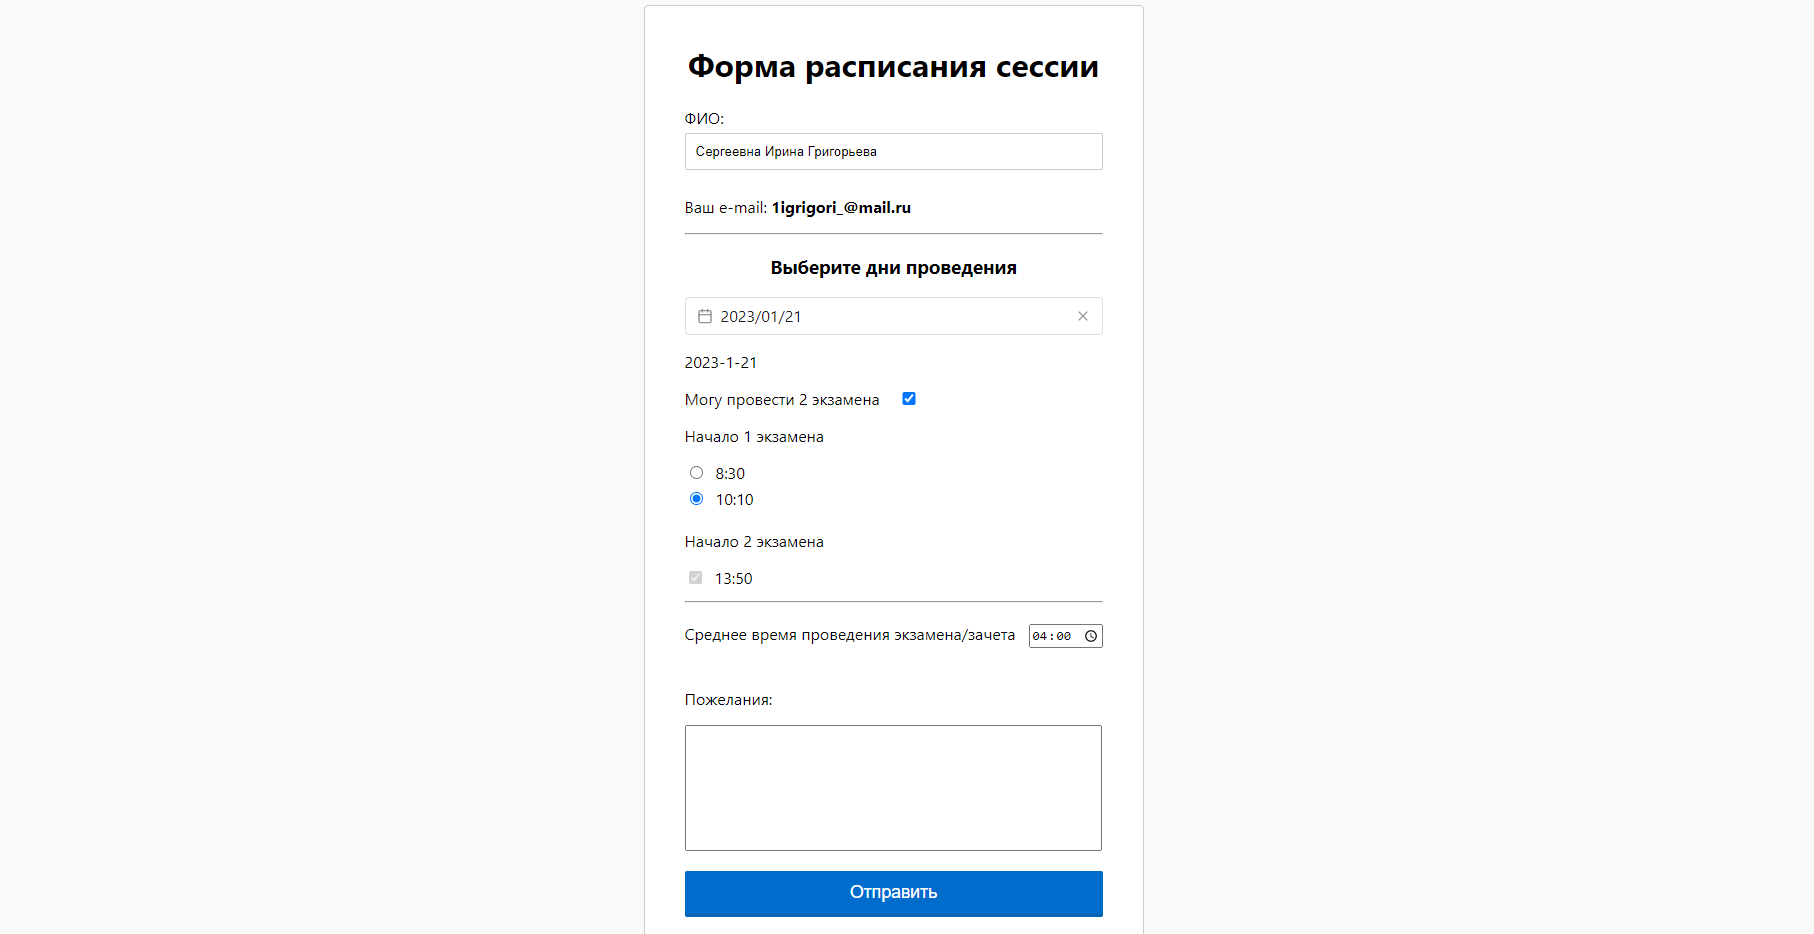 Форма расписания сессии
ФИО:
Сергеевна Ирина Григорьева
Ваш e-mail: 1igrigori_@mail.ru
Выберите дни проведения
2023/01/21
2023-1-21
Могу провести 2 экзамена
Начало 1 экзамена
8:30
10:10
Начало 2 экзамена
13:50
Среднее время проведения экзамена/зачета 04:00
Пожелания:
Отправить